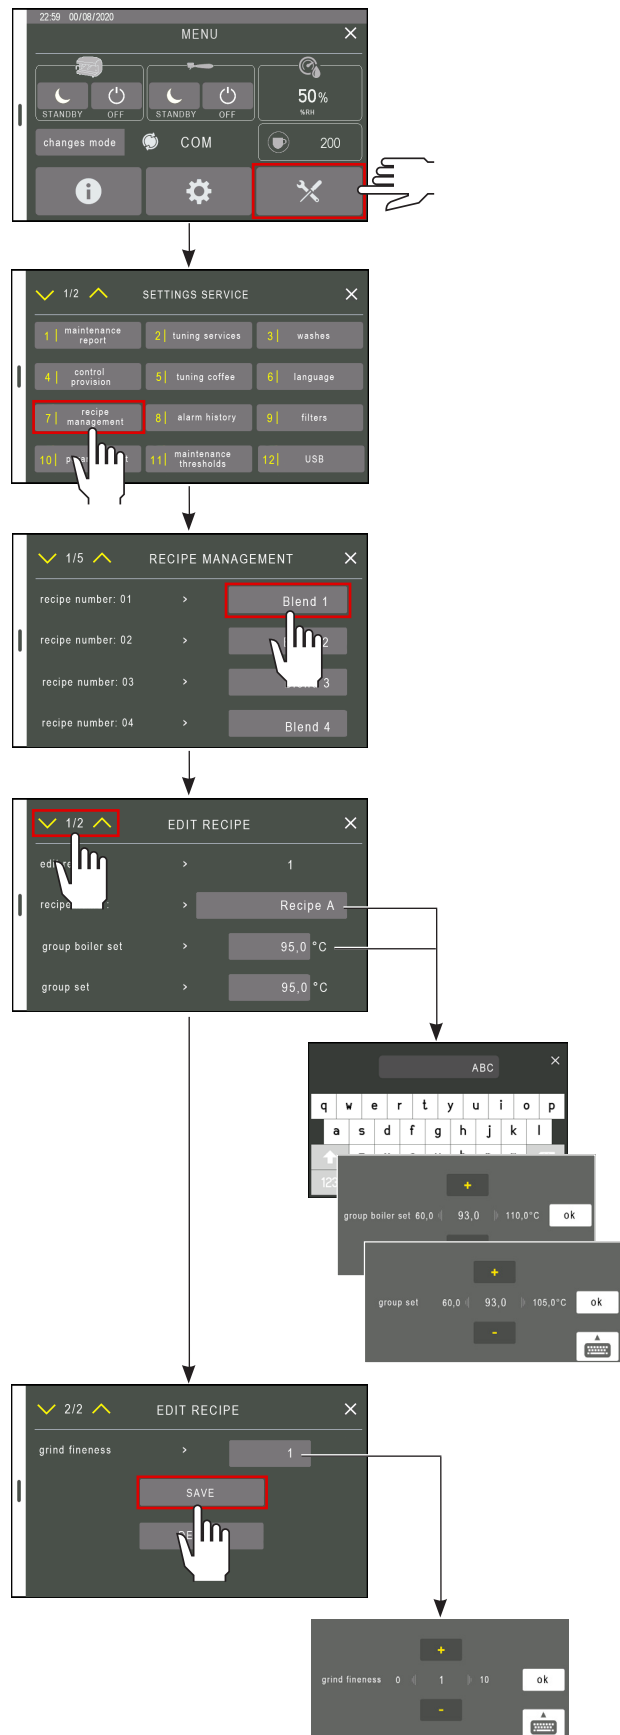 22:59 00/08/2020
MENU
STANDBY OFF STANDBY OFF
50%
%RH
changes mode COM 200
1/2 SETTINGS SERVICE
1| maintenance report
2| tuning services
3| washes
4| control provision
5| tuning coffee
6| language
7| recipe management
8| alarm history
9| filters
10|
11| maintenance thresholds
12| USB
1/5 RECIPE MANAGEMENT
recipe number: 01 > Blend 1
recipe number: 02 > 2
recipe number: 03 > 3
recipe number: 04 > Blend 4
1/2 EDIT RECIPE
> 1
recipe : > Recipe A
group boiler set > 95,0 °C
group set > 95,0 °C
ABC
q w e r t y u i o p
a s d f g h j k l
123
+
group boiler set 60,0 93,0 110,0°C ok
+
group set 60,0 93,0 105,0°C ok
-
2/2 EDIT RECIPE
grind fineness > 1
SAVE
+
grind fineness 0 1 10 ok
-